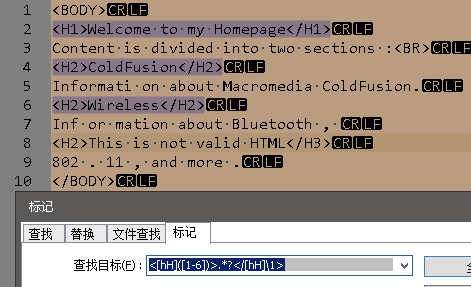 1 <BODY>CRLF
2 <H1>Welcome·to·my·Homepage</H1>CRLF
3 Content·is·divided·into·two·sections·:<BR>CRLF
4 <H2>ColdFusion</H2>CRLF
5 Informati·on·about·Macromedia·ColdFusion.CRLF
6 <H2>Wireless</H2>CRLF
7 Inf·or·mation·about·Bluetooth·,·CRLF
8 <H2>This·is·not·valid·HTML</H3>CRLF
9 802·.·11·,·and·more·.CRLF
10 </BODY>CRLF
标记
查找 替换 文件查找 标记
查找目标(F): <[hH]([1-6])>.*?</[hH]\1>